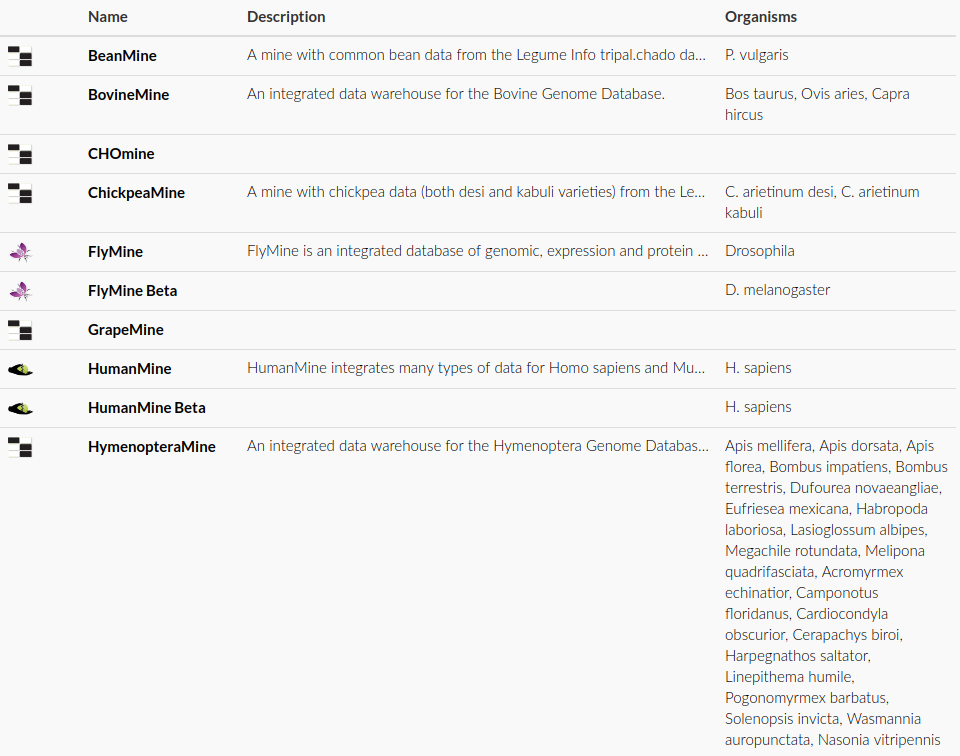 Name Description Organisms
BeanMine A mine with common bean data from the Legume Info tripal.chado da... P. vulgaris
BovineMine An integrated data warehouse for the Bovine Genome Database. Bos taurus, Ovis aries, Capra
hircus
CHOmine
ChickpeaMine A mine with chickpea data (both desi and kabuli varieties) from the Le... C. arietinum desi, C. arietinum
kabuli
FlyMine FlyMine is an integrated database of genomic, expression and protein ... Drosophila
FlyMine Beta D. melanogaster
GrapeMine
HumanMine HumanMine integrates many types of data for Homo sapiens and Mu... H. sapiens
HumanMine Beta H. sapiens
HymenopteraMine An integrated data warehouse for the Hymenoptera Genome Databas... Apis mellifera, Apis dorsata, Apis
florea, Bombus impatiens, Bombus
terrestris, Dufourea novaeangliae,
Eufriesea mexicana, Habropoda
laboriosa, Lasioglossum albipes,
Megachile rotundata, Melipona
quadrifasciata, Acromyrmex
echinatior, Camponotus
floridanus, Cardiocondyla
obscurior, Cerapachys biroi,
Harpegnathos saltator,
Linepithema humile,
Pogonomyrmex barbatus,
Solenopsis invicta, Wasmannia
auropunctata, Nasonia vitripennis